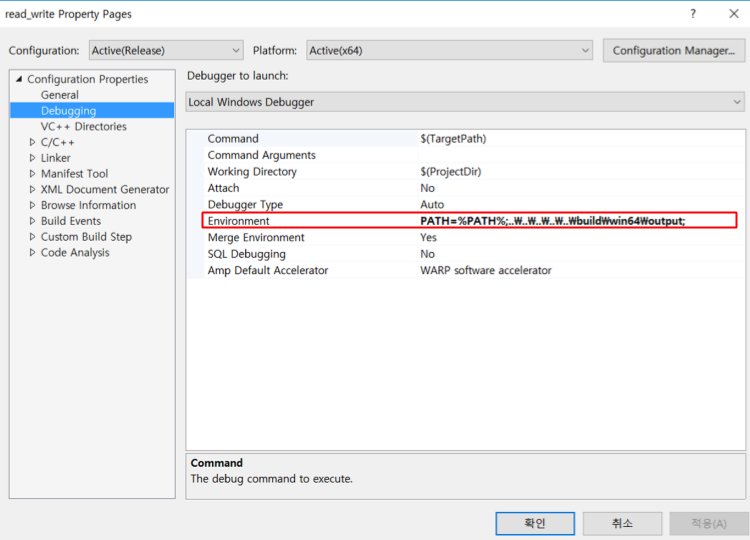 read_write Property Pages
? ×
Configuration: Active(Release) Platform: Active(x64) Configuration Manager...
Configuration Properties
General
Debugging
VC++ Directories
C/C++
Linker
Manifest Tool
XML Document Generator
Browse Information
Build Events
Custom Build Step
Code Analysis
Debugger to launch:
Local Windows Debugger
Command $(TargetPath)
Command Arguments
Working Directory $(ProjectDir)
Attach No
Debugger Type Auto
Environment PATH=%PATH%;..₩..₩..₩..₩..₩build₩win64₩output;
Merge Environment Yes
SQL Debugging No
Amp Default Accelerator WARP software accelerator
Command
The debug command to execute.
확인 취소 적용(A)